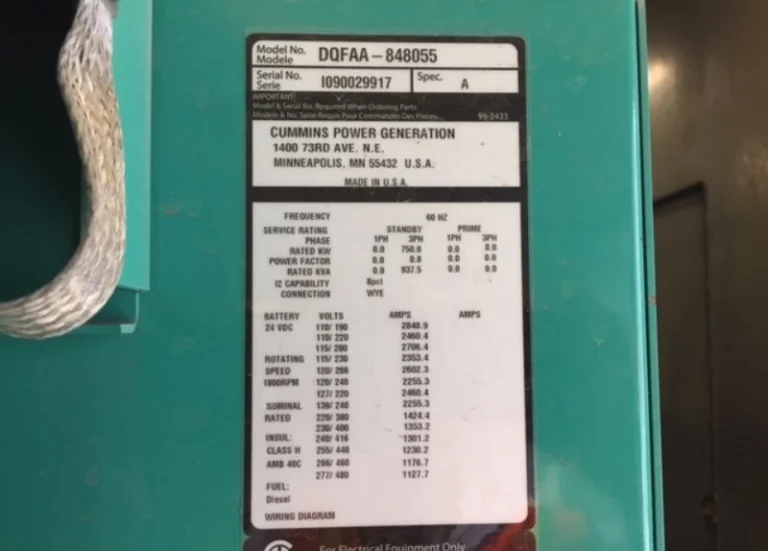 Model No. DQFAA-848055
Modele
Serial No. I090029917 Spec. A
Serie
IMPORTANT:
Model & Serial No. Required When Ordering Parts
Modele & No. Serie Requis Pour Commander Des Pieces. 99-2433
CUMMINS POWER GENERATION
1400 73RD AVE. N.E.
MINNEAPOLIS, MN 55432 U.S.A.
MADE IN U.S.A.
FREQUENCY 60 HZ
SERVICE RATING STANDBY PRIME
PHASE 1PH 3PH 1PH 3PH
RATED KW 0.0 750.0 0.0 0.0
POWER FACTOR 0.0 0.8 0.0 0.0
RATED KVA 0.0 937.5 0.0 0.0
I2 CAPABILITY 8pct
CONNECTION WYE
BATTERY VOLTS AMPS AMPS
24 VDC 110/ 190 2848.9
110/ 220 2460.4
115/ 200 2706.4
ROTATING 115/ 230 2353.4
SPEED 120/ 208 2602.3
1800RPM 120/ 240 2255.3
127/ 220 2460.4
NOMINAL 139/ 240 2255.3
RATED 220/ 380 1424.4
230/ 400 1353.2
INSUL: 240/ 416 1301.2
CLASS H 255/ 440 1230.2
AMB 40C 266/ 460 1176.7
277/ 480 1127.7
FUEL:
Diesel
WIRING DIAGRAM
For Electrical Equipment Only